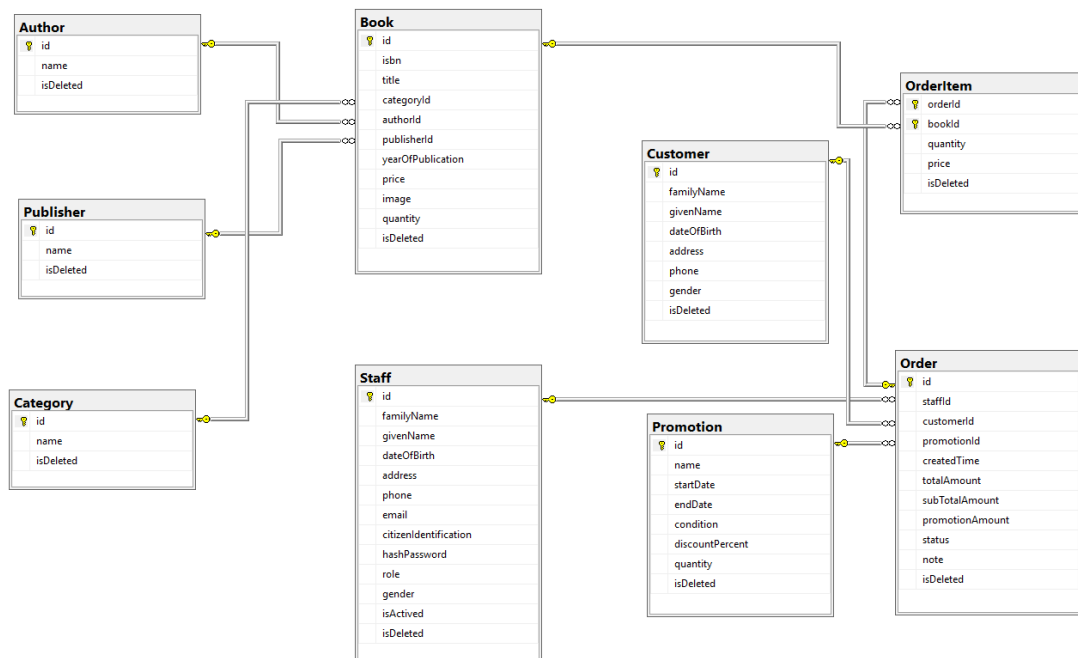 Author
id
name
isDeleted
Publisher
id
name
isDeleted
Category
id
name
isDeleted
Book
id
isbn
title
categoryId
authorId
publisherId
yearOfPublication
price
image
quantity
isDeleted
Staff
id
familyName
givenName
dateOfBirth
address
phone
email
citizenIdentification
hashPassword
role
gender
isActived
isDeleted
Customer
id
familyName
givenName
dateOfBirth
address
phone
gender
isDeleted
Promotion
id
name
startDate
endDate
condition
discountPercent
quantity
isDeleted
OrderItem
orderId
bookId
quantity
price
isDeleted
Order
id
staffId
customerId
promotionId
createdTime
totalAmount
subTotalAmount
promotionAmount
status
note
isDeleted